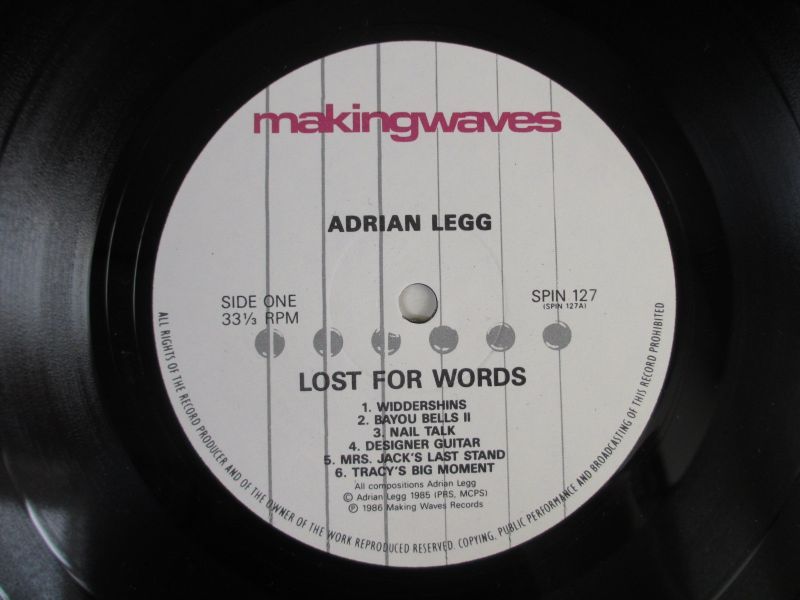 makingwaves
ADRIAN LEGG
SIDE ONE
33⅓ RPM
SPIN 127
(SPIN 127A)
LOST FOR WORDS
1. WIDDERSHINS
2. BAYOU BELLS II
3. NAIL TALK
4. DESIGNER GUITAR
5. MRS. JACK'S LAST STAND
6. TRACY'S BIG MOMENT
All compositions Adrian Legg
© Adrian Legg 1985 (PRS, MCPS)
℗ 1986 Making Waves Records
ALL RIGHTS OF THE RECORD PRODUCER AND OF THE OWNER OF THE WORK REPRODUCED RESERVED. COPYING, PUBLIC PERFORMANCE AND BROADCASTING OF THIS RECORD PROHIBITED